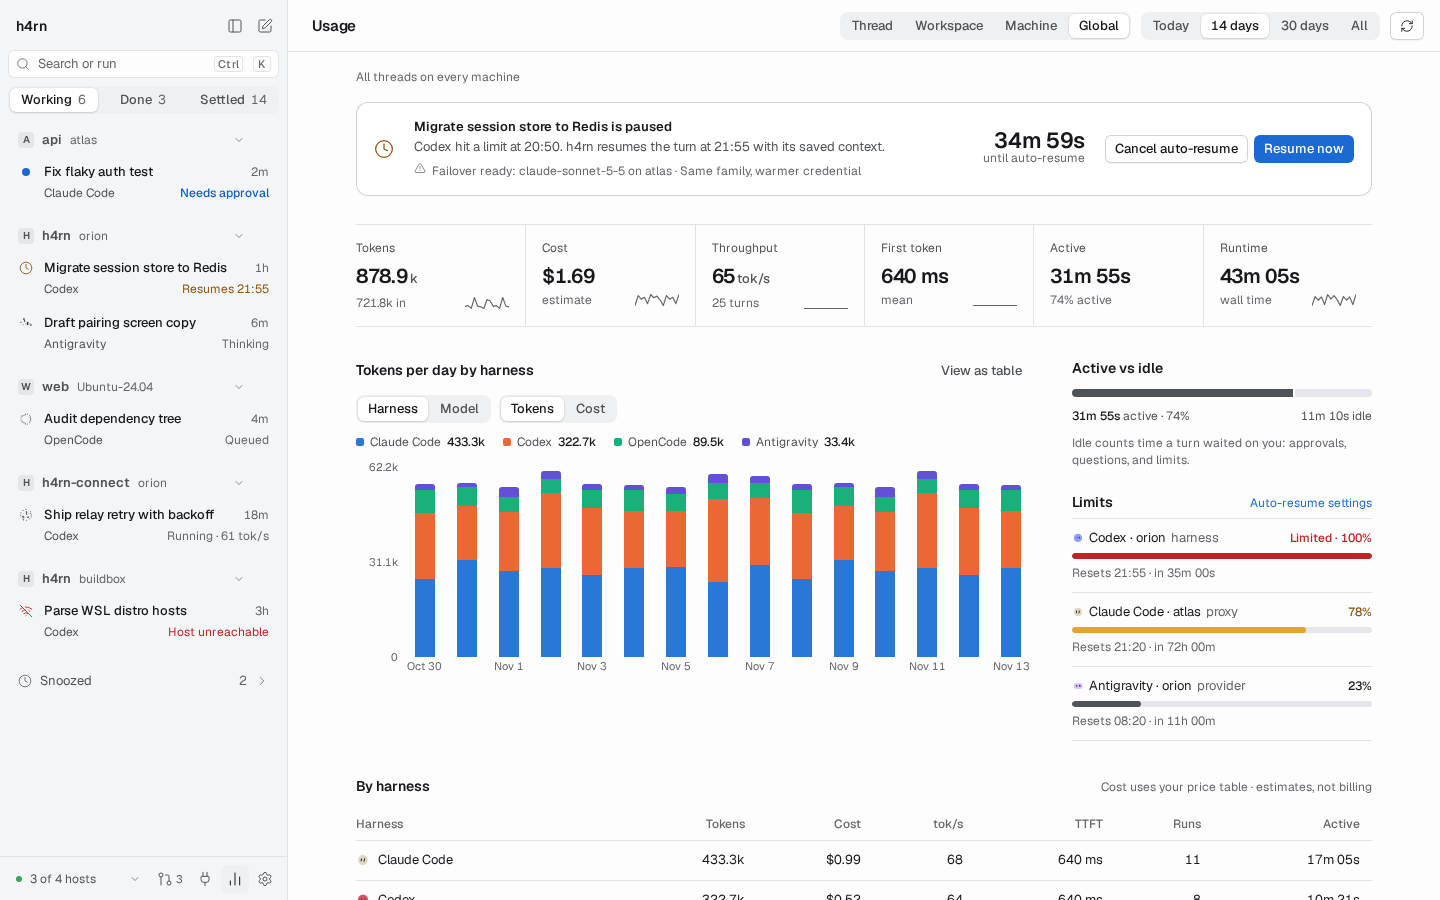 h4rn
Search or run Ctrl K
Working 6 Done 3 Settled 14
A api atlas
Fix flaky auth test 2m
Claude Code Needs approval
H h4rn orion
Migrate session store to Redis 1h
Codex Resumes 21:55
Draft pairing screen copy 6m
Antigravity Thinking
W web Ubuntu-24.04
Audit dependency tree 4m
OpenCode Queued
H h4rn-connect orion
Ship relay retry with backoff 18m
Codex Running · 61 tok/s
H h4rn buildbox
Parse WSL distro hosts 3h
Codex Host unreachable
Snoozed 2
3 of 4 hosts 3
Usage
Thread Workspace Machine Global Today 14 days 30 days All
All threads on every machine
Migrate session store to Redis is paused
Codex hit a limit at 20:50. h4rn resumes the turn at 21:55 with its saved context.
Failover ready: claude-sonnet-5-5 on atlas · Same family, warmer credential
34m 59s
until auto-resume
Cancel auto-resume Resume now
Tokens Cost Throughput First token Active Runtime
878.9 k $1.69 65 tok/s 640 ms 31m 55s 43m 05s
721.8k in estimate 25 turns mean 74% active wall time
Tokens per day by harness View as table
Harness Model Tokens Cost
Claude Code 433.3k Codex 322.7k OpenCode 89.5k Antigravity 33.4k
62.2k
31.1k
0
Oct 30 Nov 1 Nov 3 Nov 5 Nov 7 Nov 9 Nov 11 Nov 13
Active vs idle
31m 55s active · 74% 11m 10s idle
Idle counts time a turn waited on you: approvals,
questions, and limits.
Limits Auto-resume settings
Codex · orion harness Limited · 100%
Resets 21:55 · in 35m 00s
Claude Code · atlas proxy 78%
Resets 21:20 · in 72h 00m
Antigravity · orion provider 23%
Resets 08:20 · in 11h 00m
By harness Cost uses your price table · estimates, not billing
Harness Tokens Cost tok/s TTFT Runs Active
Claude Code 433.3k $0.99 68 640 ms 11 17m 05s
Codex 322.7k $0.52 64 640 ms 8 10m 21s